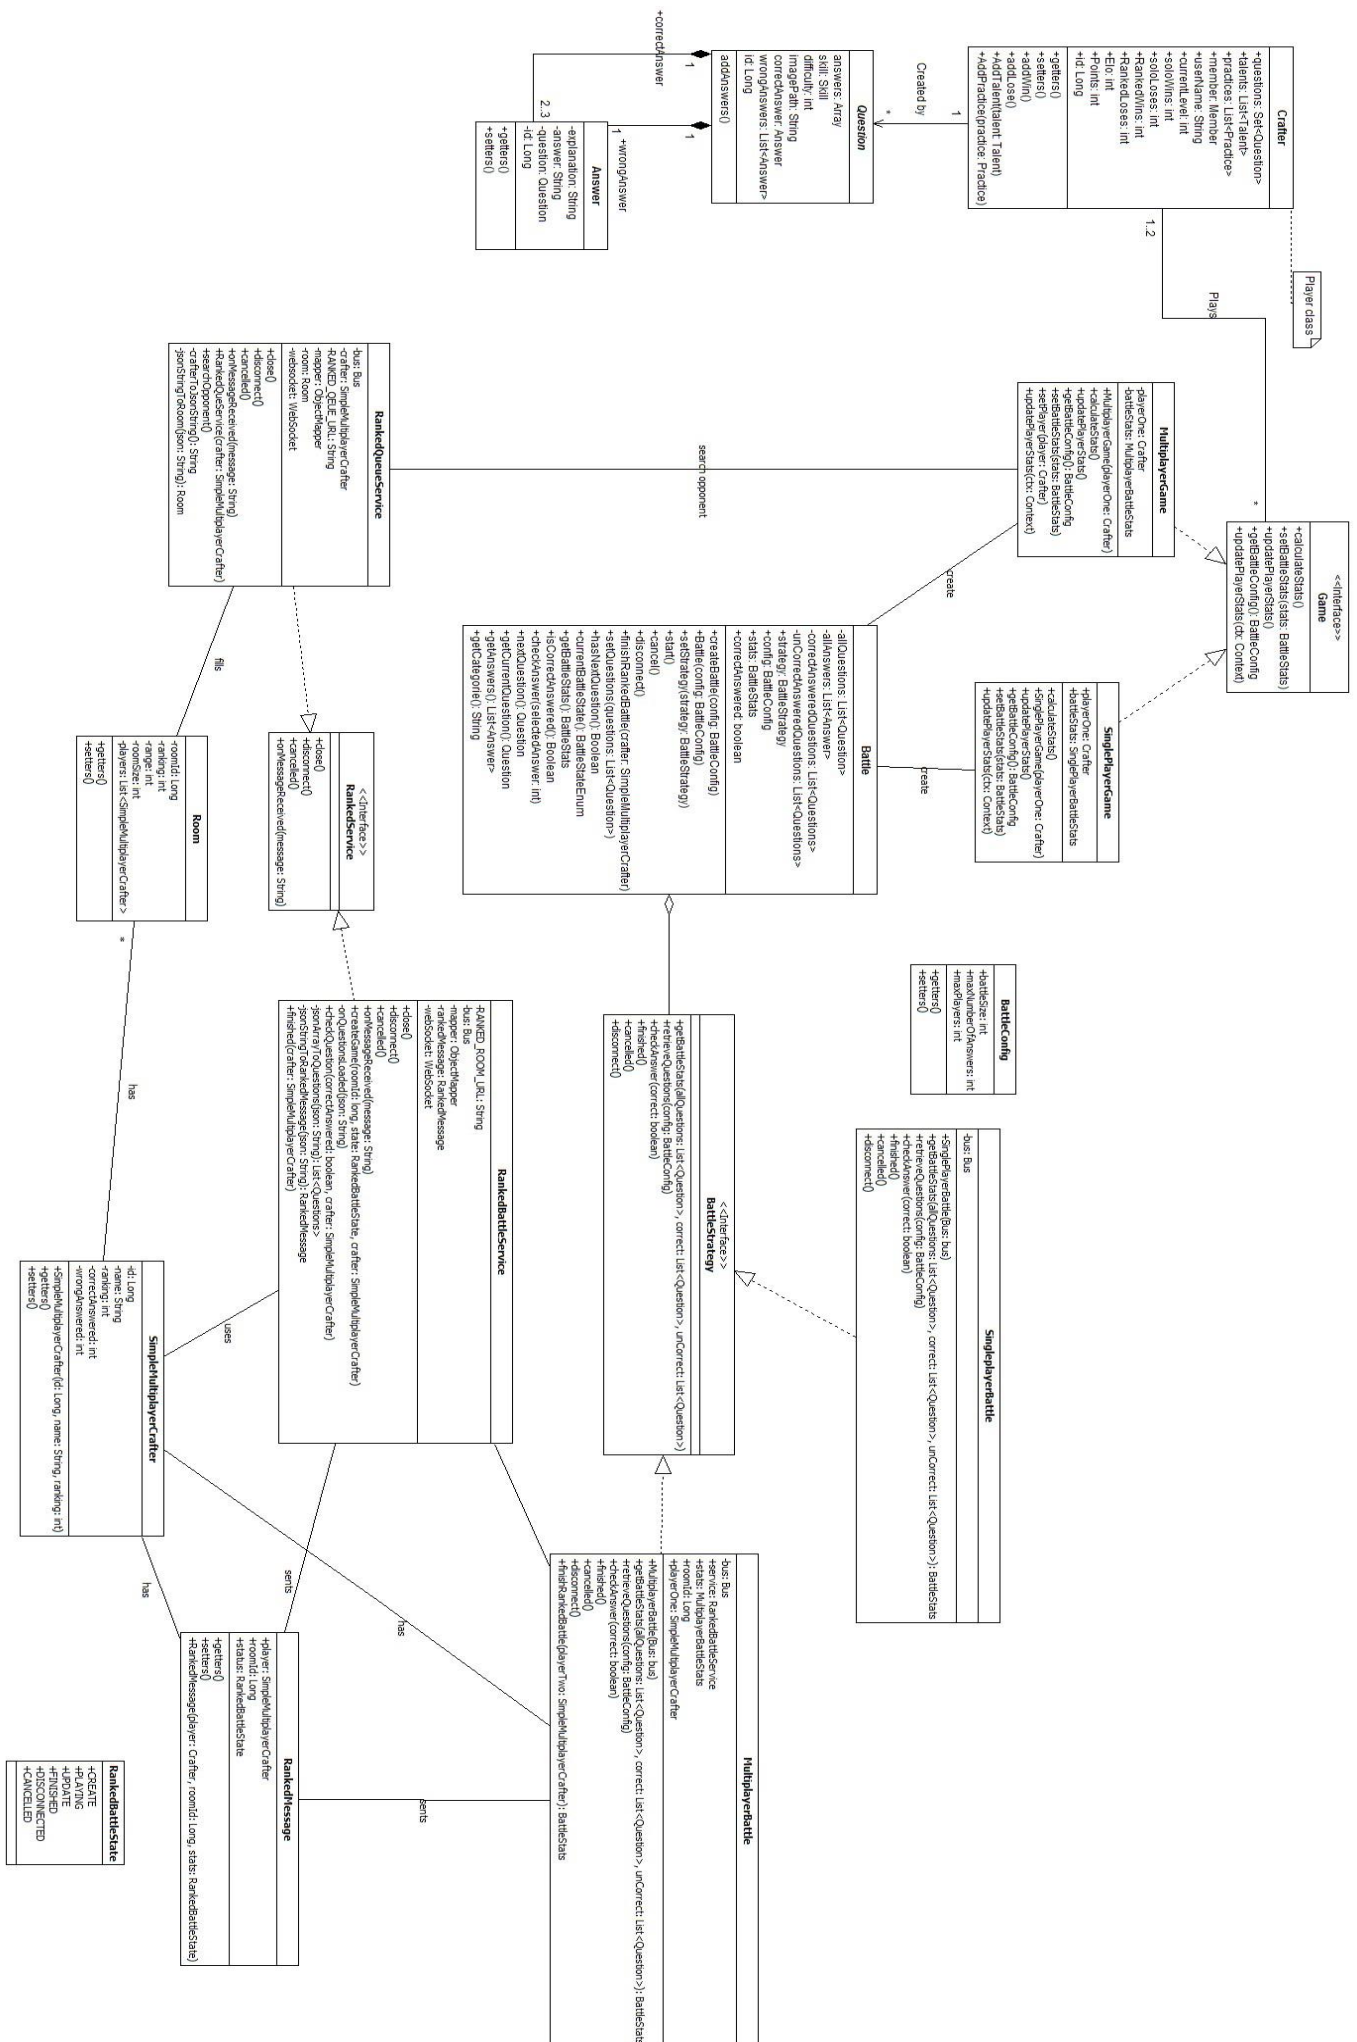 Crafter
+questions: Set<Question>
+talents: List<Talent>
+practices: List<Practice>
+member: Member
+userName: String
+currentLevel: int
+soloWins: int
+soloLoses: int
+RankedWins: int
+RankedLoses: int
+Elo: int
+Points: int
+id: Long
+getters()
+setters()
+addWin()
+addLose()
+AddTalent(talent: Talent)
+AddPractice(practice: Practice)
Player class
1..2
Plays
*
1
Created by
*
Question
answers: Array
skill: Skill
difficulty: int
imagePath: String
correctAnswer: Answer
wrongAnswers: List<Answer>
id: Long
addAnswers()
1
1
+correctAnswer
2..3
1
+wrongAnswer
Answer
-explanation: String
-answer: String
-question: Question
-id: Long
+getters()
+setters()
<<Interface>>
Game
+calculateStats()
+setBattleStats(stats: BattleStats)
+updatePlayerStats()
+getBattleConfig(): BattleConfig
+updatePlayerStats(ctx: Context)
MultiplayerGame
-playerOne: Crafter
-battleStats: MultiplayerBattleStats
+MultiplayerGame(playerOne: Crafter)
+calculateStats()
+updatePlayerStats()
+getBattleConfig(): BattleConfig
+setBattleStats(stats: BattleStats)
+setPlayer(player: Crafter)
+updatePlayerStats(ctx: Context)
SinglePlayerGame
+playerOne: Crafter
+battleStats: SinglePlayerBattleStats
+calculateStats()
+SinglePlayerGame(playerOne: Crafter)
+updatePlayerStats()
+getBattleConfig(): BattleConfig
+setBattleStats(stats: BattleStats)
+updatePlayerStats(ctx: Context)
search opponent
create
create
Battle
-allQuestions: List<Question>
-allAnswers: List<Answer>
-correctAnsweredQuestions: List<Questions>
-unCorrectAnsweredQuestions: List<Questions>
+strategy: BattleStrategy
+config: BattleConfig
+stats: BattleStats
+correctAnswered: boolean
+createBattle(config: BattleConfig)
+Battle(config: BattleConfig)
+setStrategy(strategy: BattleStrategy)
+start()
+cancel()
+disconnect()
+finishRankedBattle(crafter: SimpleMultiplayerCrafter)
+setQuestions(questions: List<Question>)
+hasNextQuestion(): Boolean
+currentBattleState(): BattleStateEnum
+getBattleStats(): BattleStats
+isCorrectAnswered(): Boolean
+checkAnswer(selectedAnswer: int)
+nextQuestion(): Question
+getCurrentQuestion(): Question
+getAnswers(): List<Answer>
+getCategorie(): String
RankedQueueService
-bus: Bus
-crafter: SimpleMultiplayerCrafter
-RANKED_QEUE_URL: String
-mapper: ObjectMapper
-room: Room
-websocket: WebSocket
+close()
+disconnect()
+cancelled()
+onMessageReceived(message: String)
+RankedQueService(crafter: SimpleMultiplayerCrafter)
+searchOpponent()
-crafterToJsonString(): String
-jsonStringToRoom(json: String): Room
fills
<<Interface>>
RankedService
+close()
+disconnect()
+cancelled()
+onMessageReceived(message: String)
Room
-roomId: Long
-ranking: int
-range: int
-roomSize: int
-players: List<SimpleMultiplayerCrafter>
+getters()
+setters()
*
has
BattleConfig
+battleSize: int
+maxNumberOfAnswers: int
+maxPlayers: int
+getters()
+setters()
<<Interface>>
BattleStrategy
+getBattleStats(allQuestions: List<Question>, correct: List<Question>, unCorrect: List<Question>)
+retrieveQuestions(config: BattleConfig)
+checkAnswer(correct: boolean)
+finished()
+cancelled()
+disconnect()
SingleplayerBattle
-bus: Bus
+SinglePlayerBattle(Bus: bus)
+getBattleStats(allQuestions: List<Question>, correct: List<Question>, unCorrect: List<Question>): BattleStats
+retrieveQuestions(config: BattleConfig)
+checkAnswer(correct: boolean)
+finished()
+cancelled()
+disconnect()
RankedBattleService
-RANKED_ROOM_URL: String
-bus: Bus
-mapper: ObjectMapper
-rankedMessage: RankedMessage
-webSocket: WebSocket
+close()
+disconnect()
+cancelled()
+onMessageReceived(message: String)
+createGame(roomId: long, state: RankedBattleState, crafter: SimpleMultiplayerCrafter)
-onQuestionsLoaded(json: String)
+checkQuestion(correctAnswered: boolean, crafter: SimpleMultiplayerCrafter)
-jsonArrayToQuestions(json: String): List<Questions>
-jsonStringToRankedMessage(json: String): RankedMessage
+finished(crafter: SimpleMultiplayerCrafter)
uses
SimpleMultiplayerCrafter
-id: Long
-name: String
-ranking: int
-correctAnswered: int
-wrongAnswered: int
+SimpleMultiplayerCrafter(id: Long, name: String, ranking: int)
+getters()
+setters()
has
sents
has
MultiplayerBattle
-bus: Bus
+service: RankedBattleService
+stats: MultiplayerBattleStats
+roomId: Long
+playerOne: SimpleMultiplayerCrafter
+MultiplayerBattle(Bus: bus)
+getBattleStats(allQuestions: List<Question>, correct: List<Question>, unCorrect: List<Question>): BattleStats
+retrieveQuestions(config: BattleConfig)
+checkAnswer(correct: boolean)
+finished()
+cancelled()
+disconnect()
+finishRankedBattle(playerTwo: SimpleMultiplayerCrafter): BattleStats
sents
RankedMessage
+player: SimpleMultiplayerCrafter
+roomId: Long
+status: RankedBattleState
+getters()
+setters()
+RankedMessage(player: Crafter, roomId: Long, stats: RankedBattleState)
RankedBattleState
+CREATE
+PLAYING
+UPDATE
+FINISHED
+DISCONNECTED
+CANCELLED